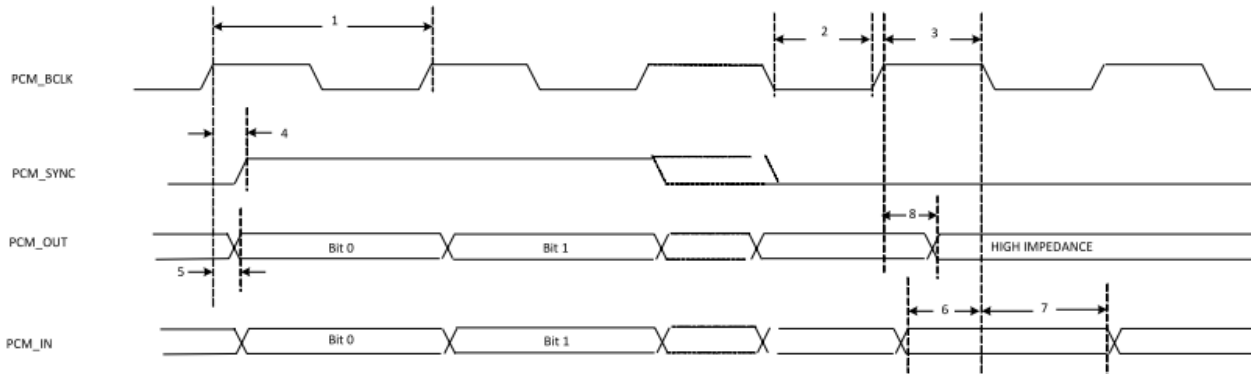 1
2
3
PCM_BCLK
4
PCM_SYNC
8
PCM_OUT
Bit 0
Bit 1
HIGH IMPEDANCE
5
6
7
PCM_IN
Bit 0
Bit 1